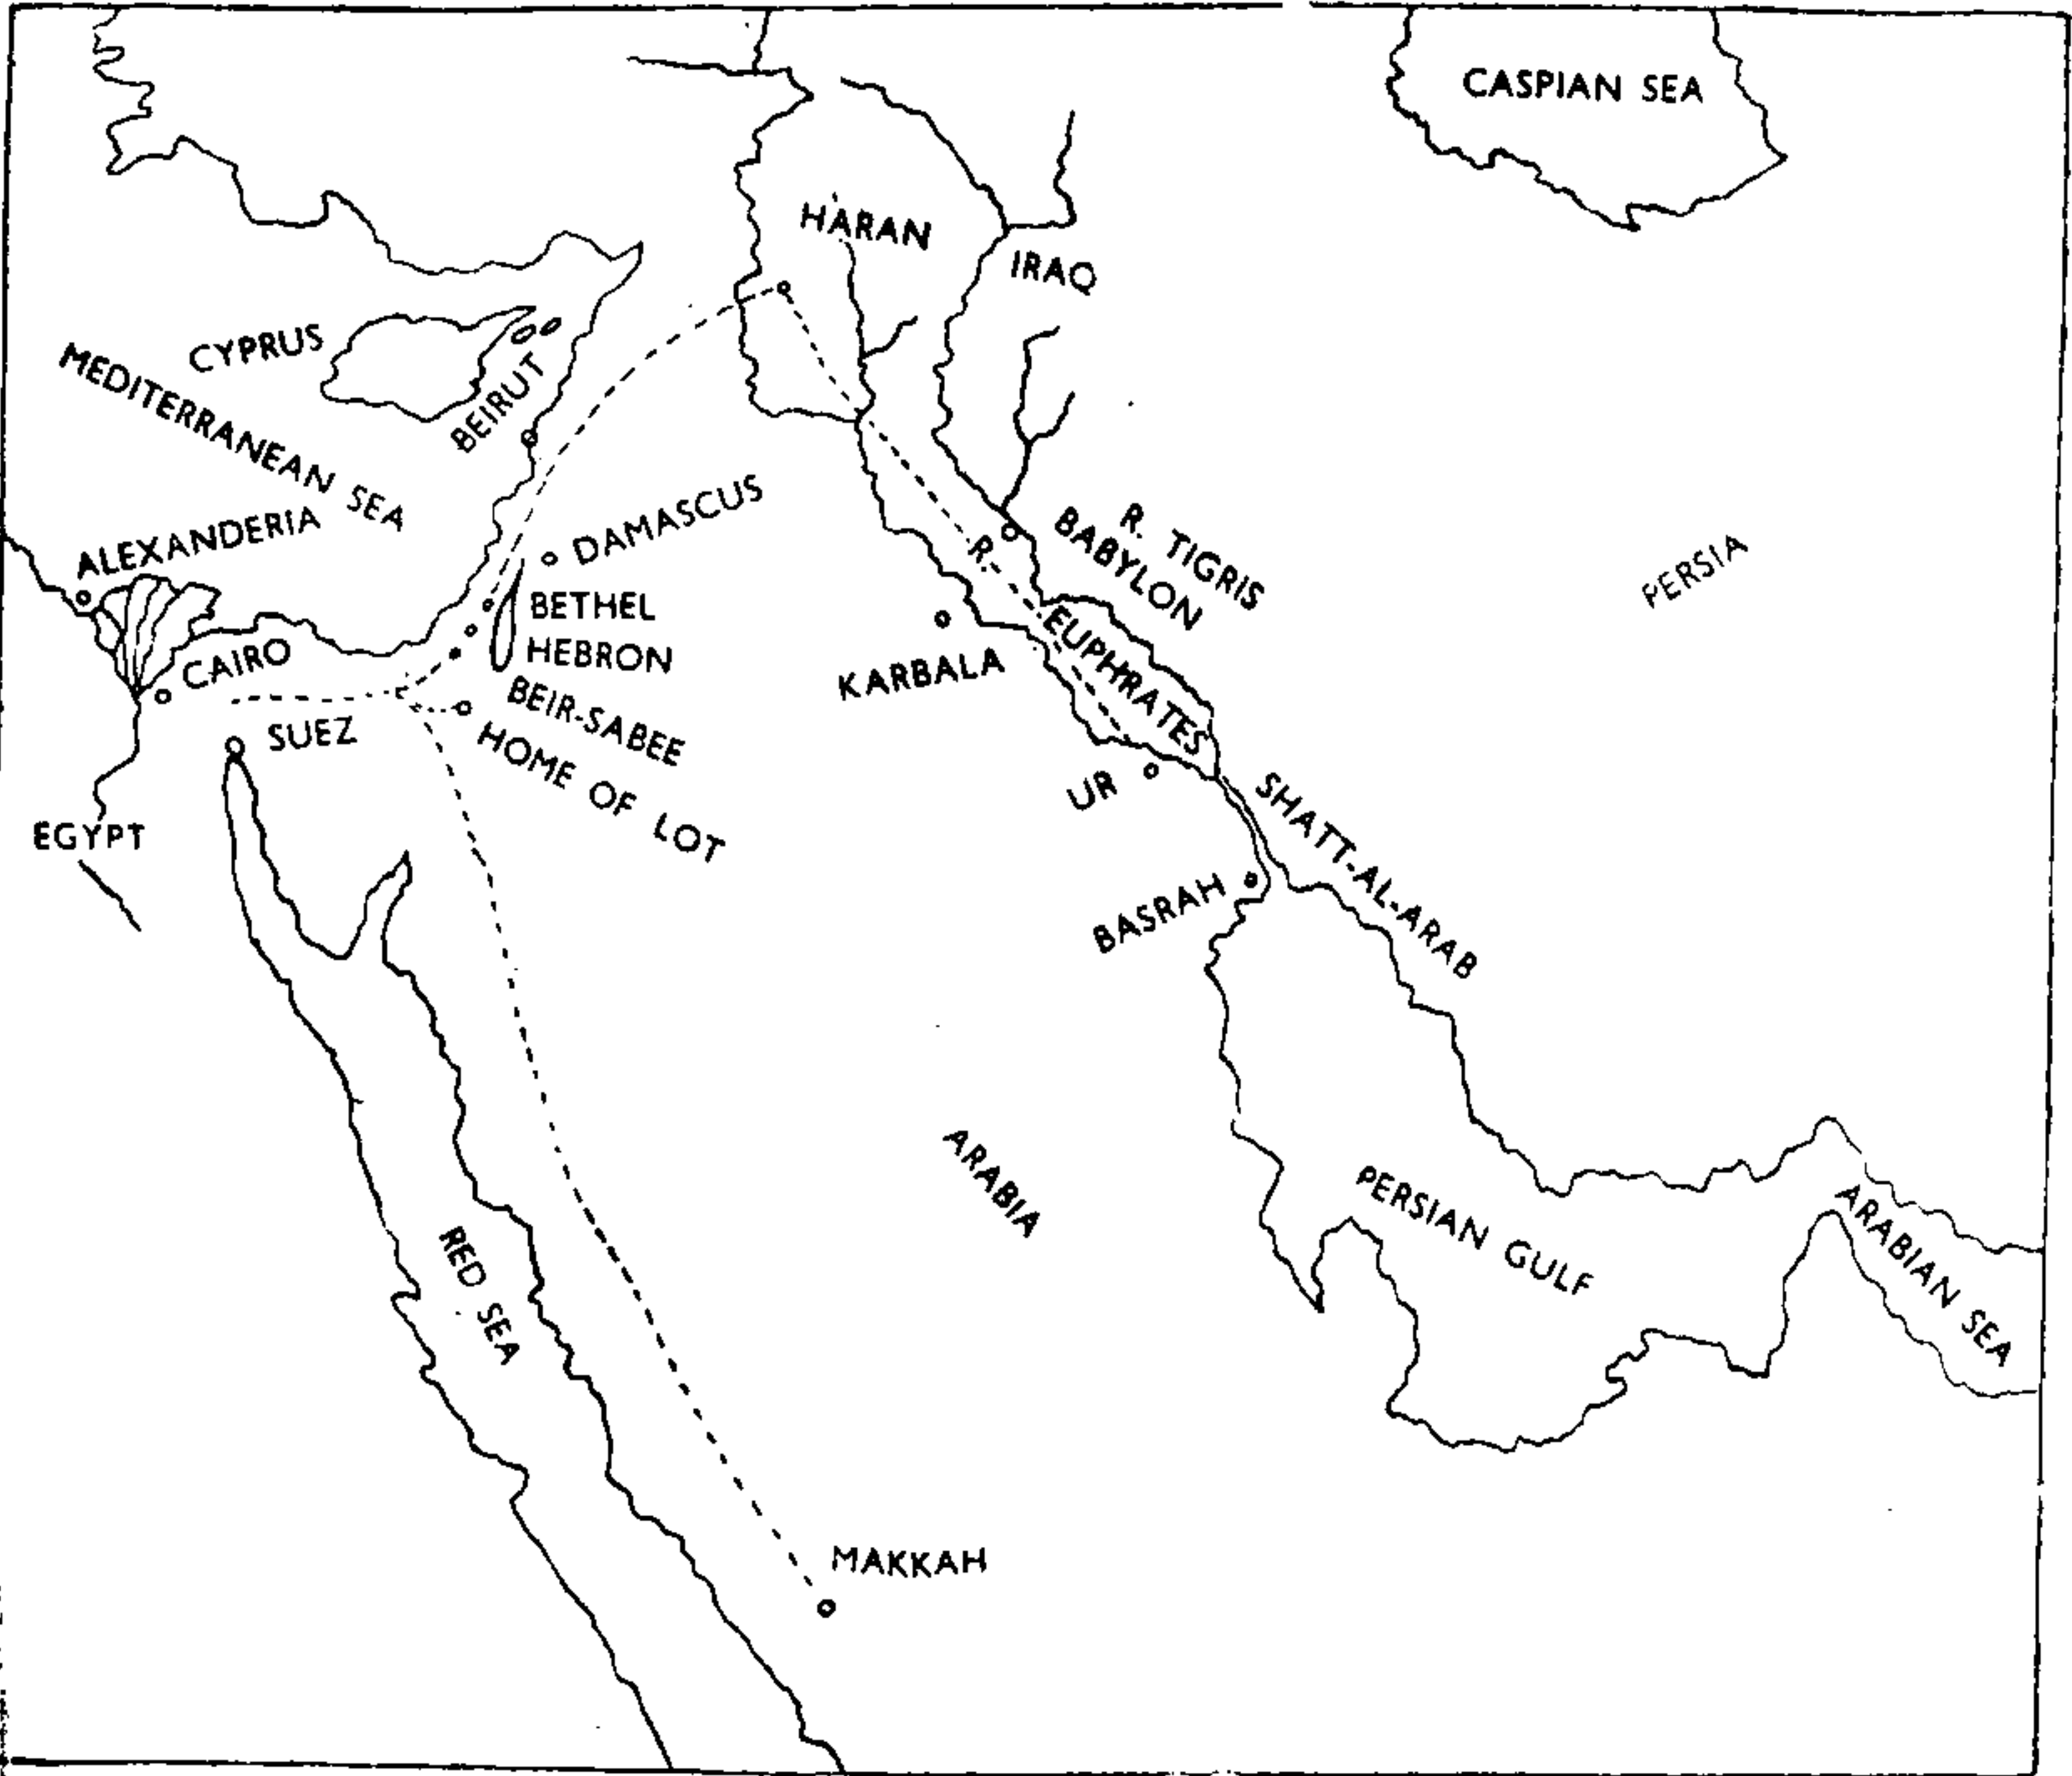 CASPIAN SEA
HARAN
IRAQ
CYPRUS
MEDITERRANEAN SEA
BEIRUT
ALEXANDERIA
DAMASCUS
R. TIGRIS
BABYLON
PERSIA
R. EUPHRATES
BETHEL
HEBRON
KARBALA
CAIRO
BEIR-SABEE
SUEZ
HOME OF LOT
UR
SHATT-AL-ARAB
EGYPT
BASRAH
ARABIA
PERSIAN GULF
ARABIAN SEA
RED SEA
MAKKAH